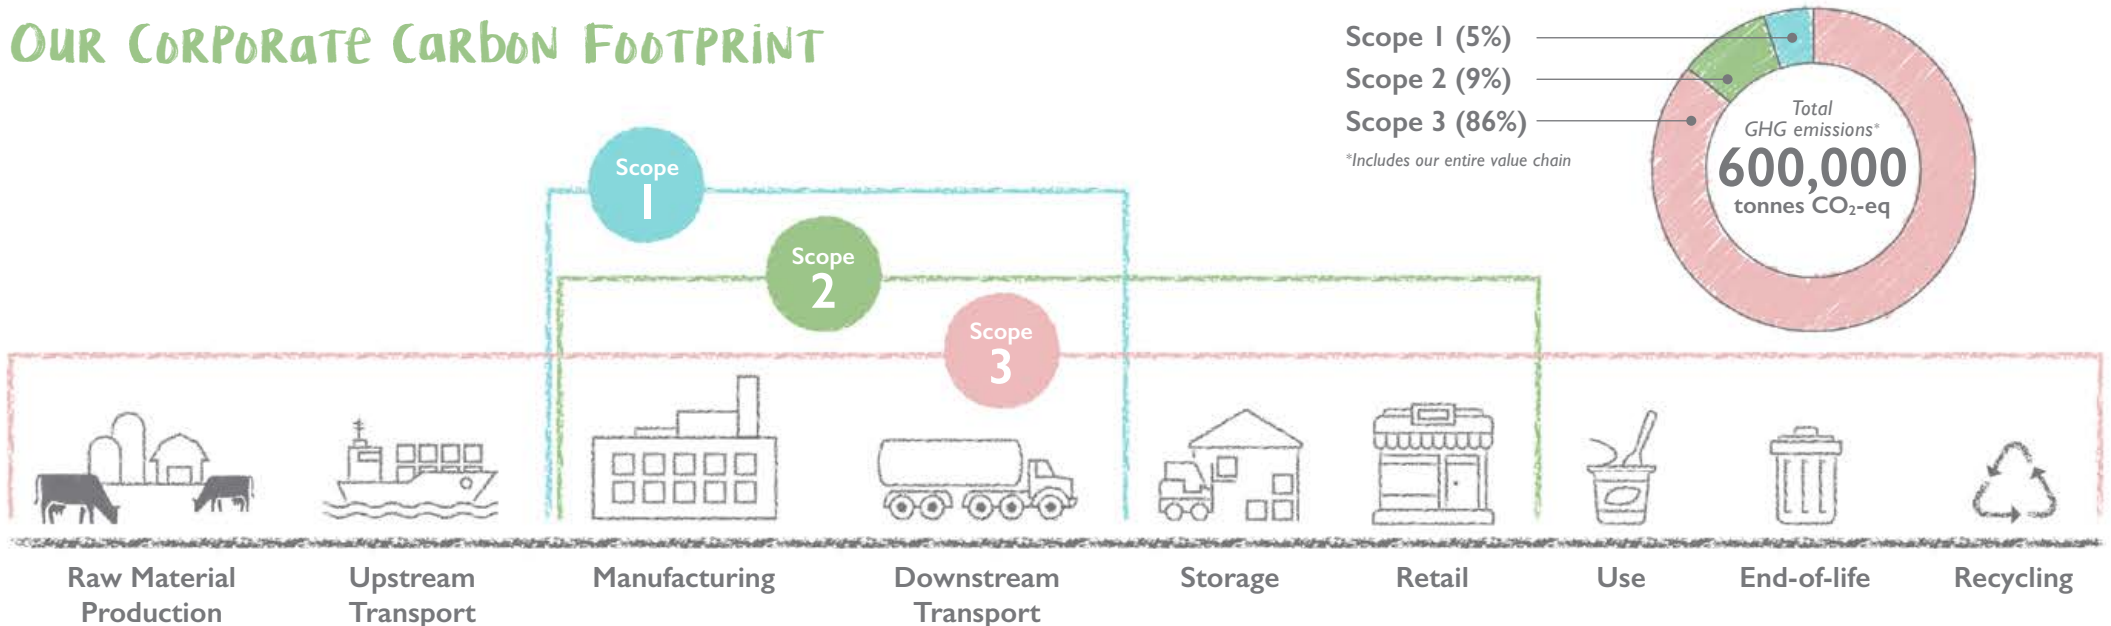 OUR CORPORATE CARBON FOOTPRINT
Scope 1 (5%)
Scope 2 (9%)
Scope 3 (86%)
*Includes our entire value chain
Total
GHG emissions*
600,000
tonnes CO₂-eq
Scope
1
Scope
2
Scope
3
Raw Material
Production
Upstream
Transport
Manufacturing
Downstream
Transport
Storage
Retail
Use
End-of-life
Recycling